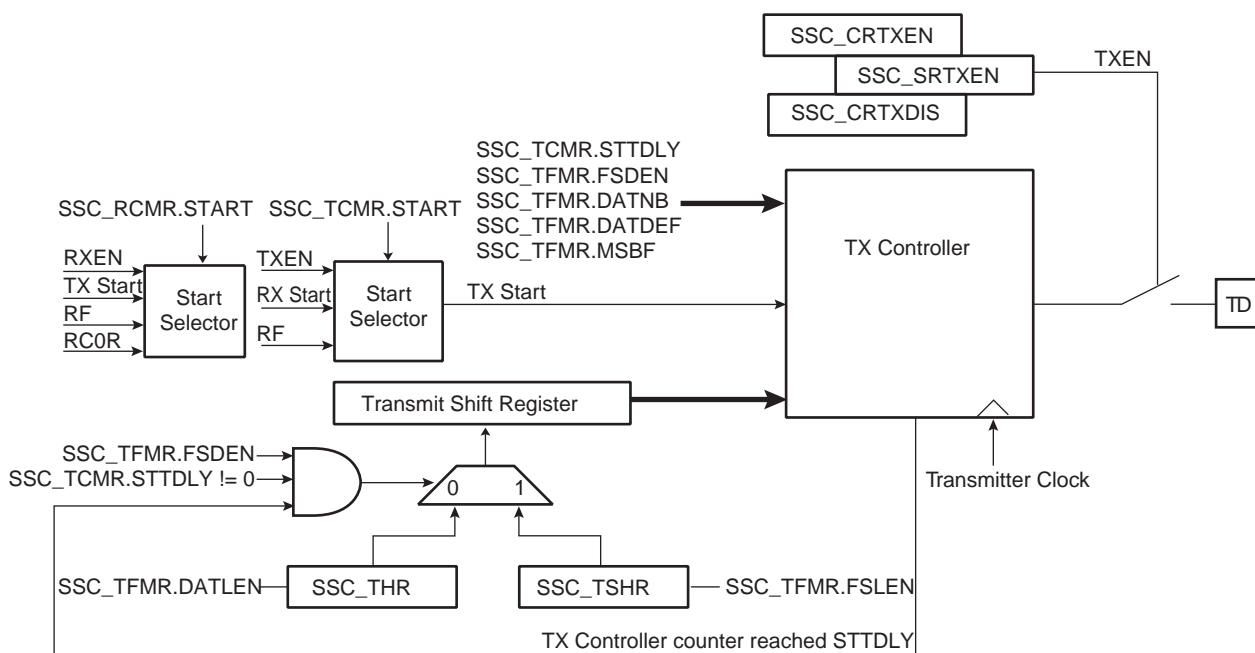 SSC_CRTXEN
SSC_SRTXEN
TXEN
SSC_CRTXDIS
SSC_TCMR.STTDLY
SSC_TFMR.FSDEN
SSC_TFMR.DATNB
SSC_TFMR.DATDEF
SSC_TFMR.MSBF
SSC_RCMR.START
SSC_TCMR.START
RXEN
TX Start
RF
RC0R
Start
Selector
TXEN
RX Start
RF
Start
Selector
TX Start
TX Controller
TD
Transmit Shift Register
Transmitter Clock
SSC_TFMR.FSDEN
SSC_TCMR.STTDLY != 0
0 1
SSC_TFMR.DATLEN
SSC_THR
SSC_TSHR
SSC_TFMR.FSLEN
TX Controller counter reached STTDLY